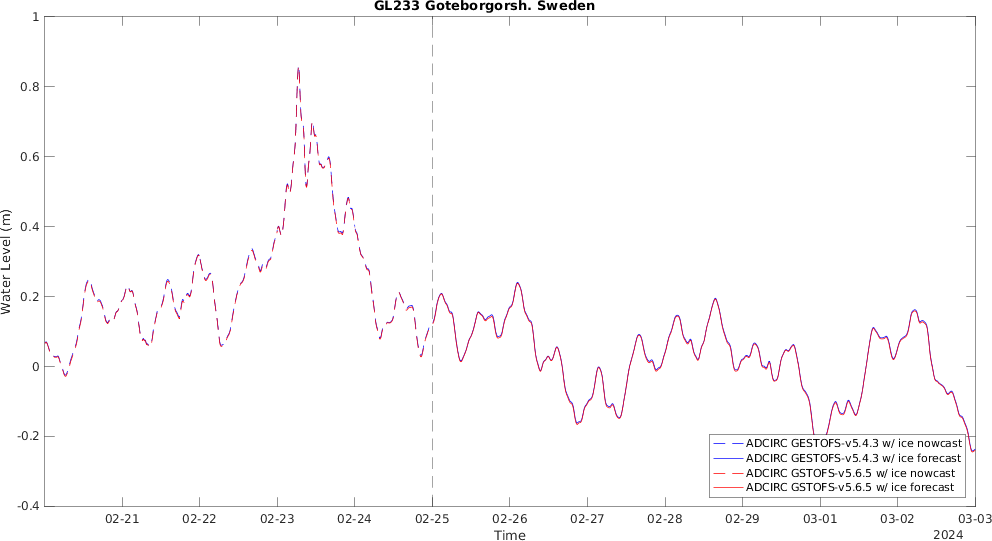 GL233 Goteborgorsh. Sweden
Water Level (m)
1
0.8
0.6
0.4
0.2
0
-0.2
-0.4
ADCIRC GESTOFS-v5.4.3 w/ ice nowcast
ADCIRC GESTOFS-v5.4.3 w/ ice forecast
ADCIRC GSTOFS-v5.6.5 w/ ice nowcast
ADCIRC GSTOFS-v5.6.5 w/ ice forecast
02-21 02-22 02-23 02-24 02-25 02-26 02-27 02-28 02-29 03-01 03-02 03-03
Time
2024